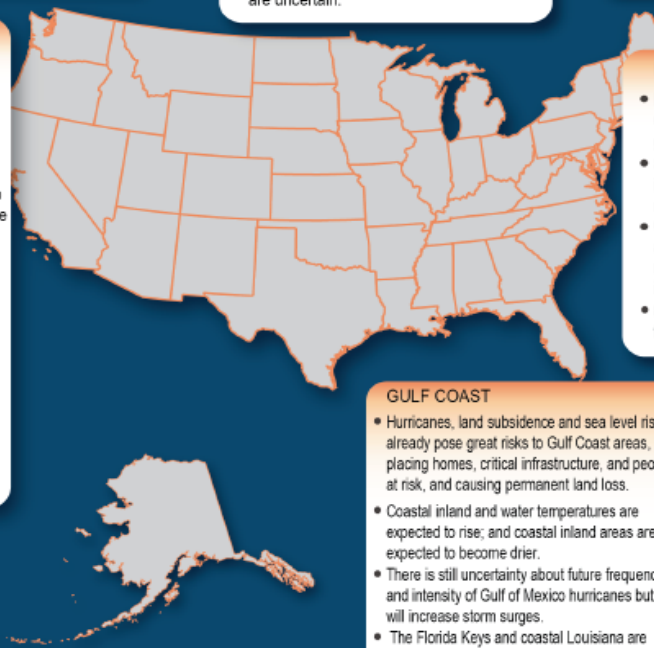 are uncertain.
e
GULF COAST
• Hurricanes, land subsidence and sea level ris
already pose great risks to Gulf Coast areas,
placing homes, critical infrastructure, and peo
at risk, and causing permanent land loss.
• Coastal inland and water temperatures are
expected to rise; and coastal inland areas are
expected to become drier.
• There is still uncertainty about future frequenc
and intensity of Gulf of Mexico hurricanes but
will increase storm surges.
• The Florida Keys and coastal Louisiana are